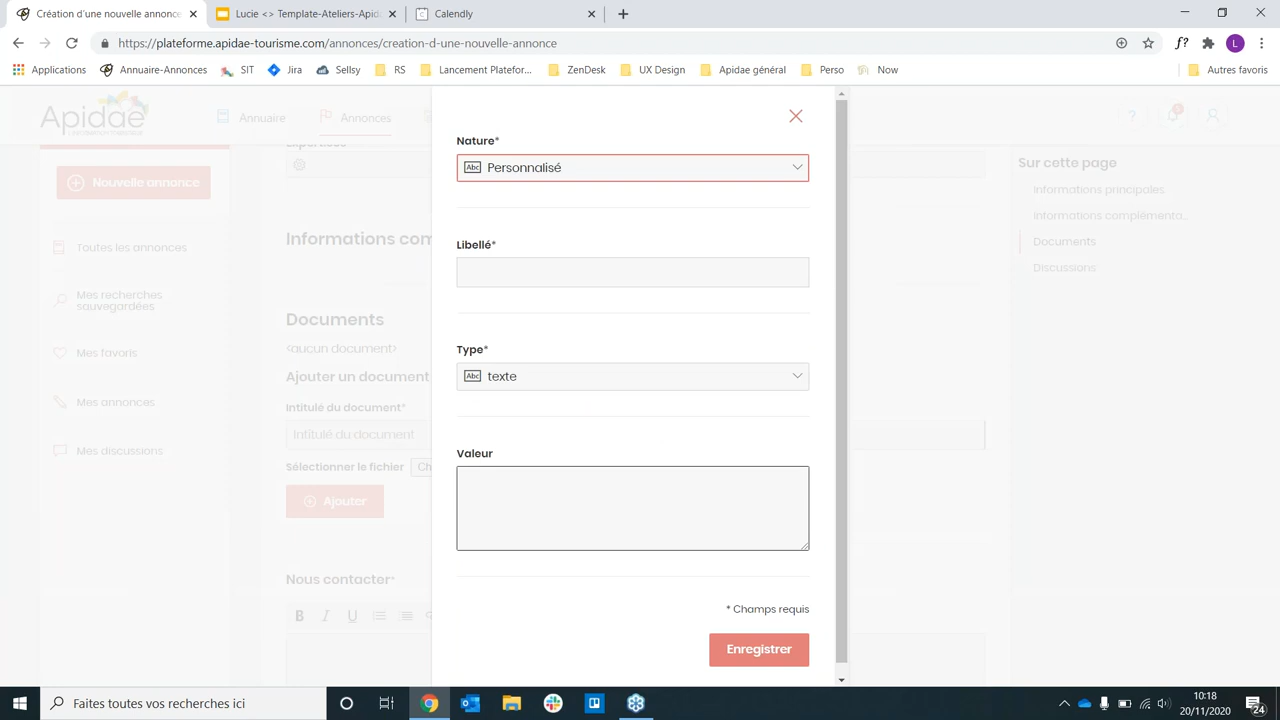 Création d'une nouvelle annonce
Lucie <> Template-Ateliers-Apida
Calendly
https://plateforme.apidae-tourisme.com/annonces/creation-d-une-nouvelle-annonce
f?
L
Applications
Annuaire-Annonces
SIT
Jira
Sellsy
RS
Lancement Platefor...
ZenDesk
UX Design
Apidae général
Perso
Now
Autres favoris
Apidae
Annuaire
Annonces
?
Nouvelle annonce
Toutes les annonces
Mes recherches
sauvegardées
Mes favoris
Mes annonces
Mes discussions
Informations com
Documents
<aucun document>
Ajouter un document
Intitulé du document*
Intitulé du document
Sélectionner le fichier
Ch
Ajouter
Nous contacter*
B I U
Nature*
Abc Personnalisé
Libellé*
Type*
Abc texte
Valeur
* Champs requis
Enregistrer
Sur cette page
Informations principales
Informations complémenta...
Documents
Discussions
Faites toutes vos recherches ici
10:18
20/11/2020
24